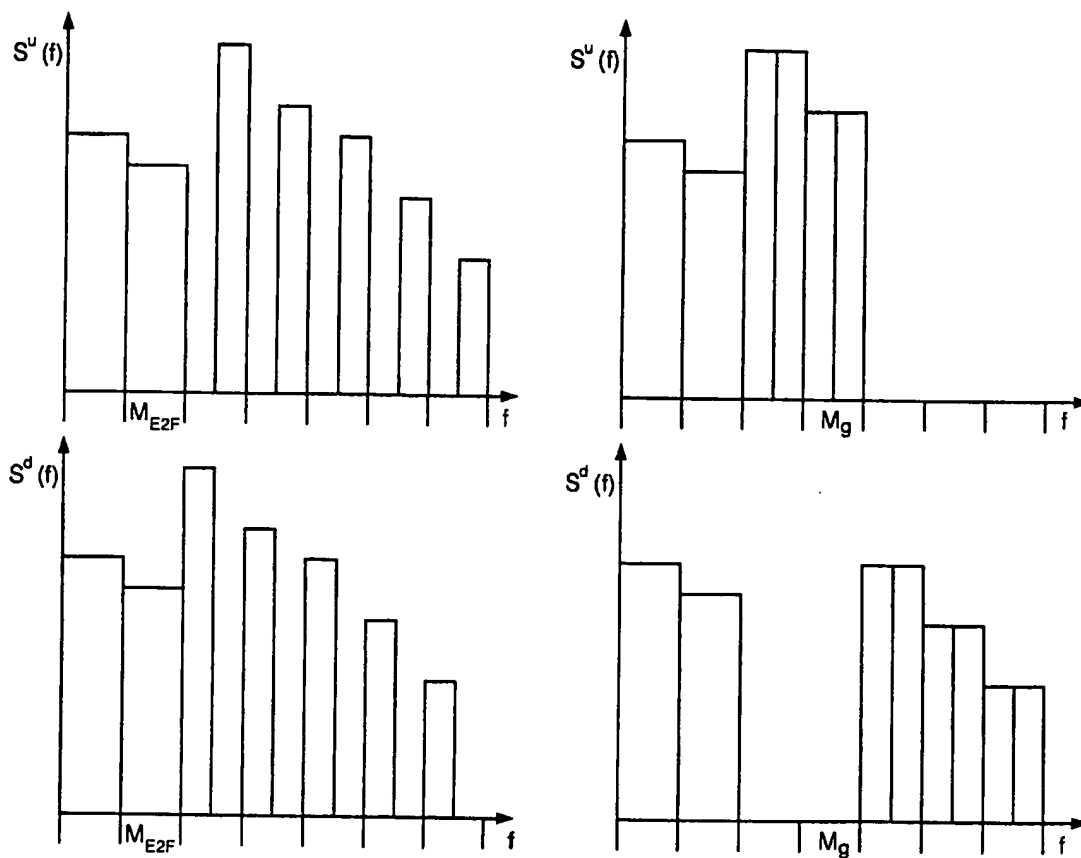 S^u (f)
M_E2F
f
S^u (f)
M_g
f
S^d (f)
M_E2F
f
S^d (f)
M_g
f